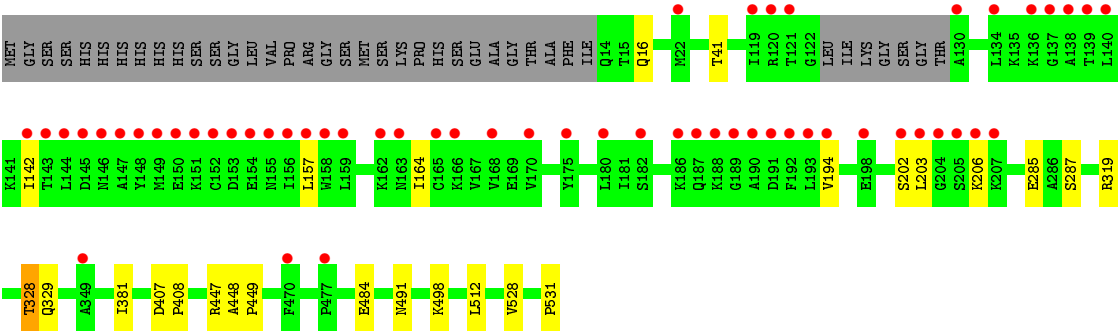 MET GLY SER SER HIS HIS HIS HIS HIS HIS SER SER GLY LEU VAL PRO ARG GLY SER MET SER LYS PRO HIS SER GLU ALA GLY THR ALA PHE ILE Q14 T15 Q16 M22 T41 I119 R120 T121 G122 LEU ILE LYS GLY SER GLY THR A130 L134 K135 K136 G137 A138 T139 L140
K141 I142 T143 L144 D145 N146 A147 Y148 M149 E150 K151 C152 D153 E154 N155 I156 L157 W158 L159 K162 N163 I164 C165 K166 V167 V168 E169 V170 Y175 L180 I181 S182 K186 Q187 K188 G189 A190 D191 F192 L193 V194 E198 S202 L203 G204 S205 K206 K207 E285 A286 S287 R319
T328 Q329 A349 I381 D407 P408 R447 A448 P449 F470 P477 E484 N491 K498 L512 V528 P531